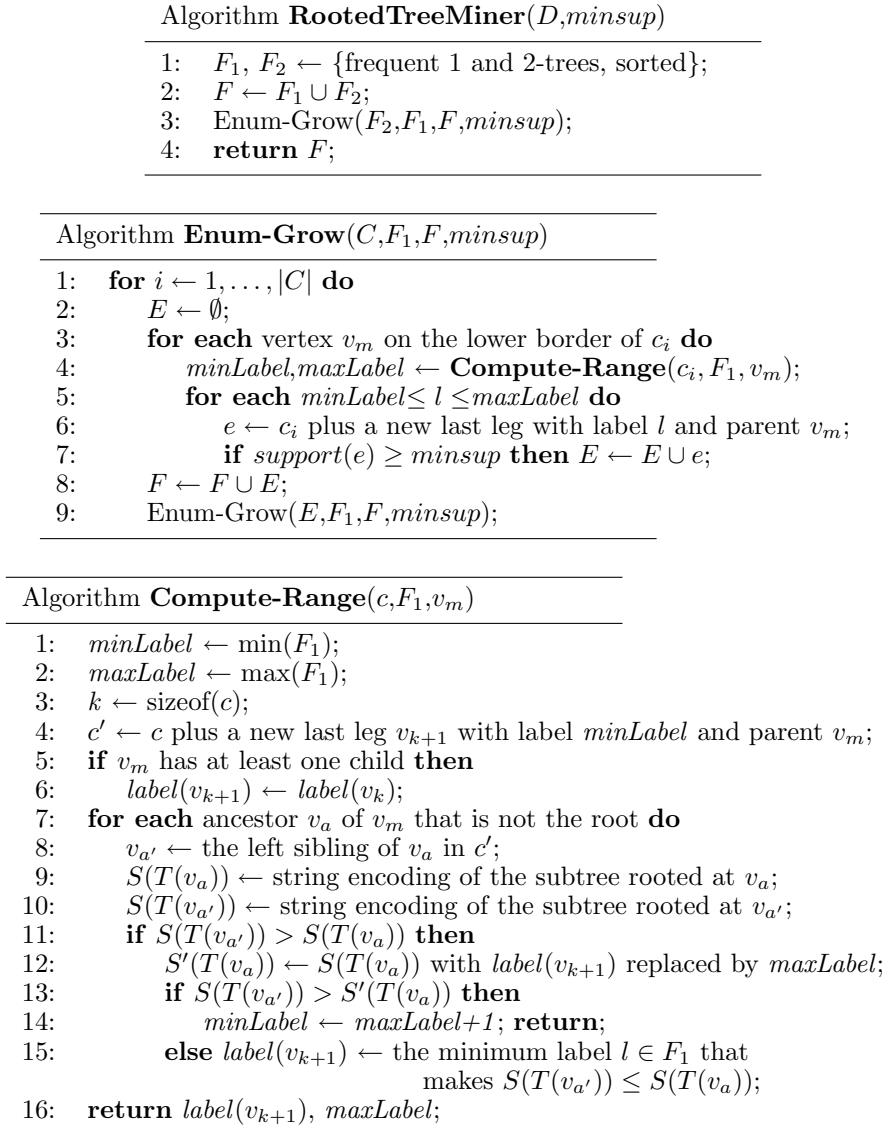 Algorithm RootedTreeMiner(D,minsup)
1: F₁, F₂ ← {frequent 1 and 2-trees, sorted};
2: F ← F₁ ∪ F₂;
3: Enum-Grow(F₂,F₁,F,minsup);
4: return F;
Algorithm Enum-Grow(C,F₁,F,minsup)
1: for i ← 1,...,|C| do
2: E ← ∅;
3: for each vertex vₘ on the lower border of cᵢ do
4: minLabel,maxLabel ← Compute-Range(cᵢ, F₁, vₘ);
5: for each minLabel≤ l ≤maxLabel do
6: e ← cᵢ plus a new last leg with label l and parent vₘ;
7: if support(e) ≥ minsup then E ← E ∪ e;
8: F ← F ∪ E;
9: Enum-Grow(E,F₁,F,minsup);
Algorithm Compute-Range(c,F₁,vₘ)
1: minLabel ← min(F₁);
2: maxLabel ← max(F₁);
3: k ← sizeof(c);
4: c′ ← c plus a new last leg vₖ₊₁ with label minLabel and parent vₘ;
5: if vₘ has at least one child then
6: label(vₖ₊₁) ← label(vₖ);
7: for each ancestor vₐ of vₘ that is not the root do
8: vₐ′ ← the left sibling of vₐ in c′;
9: S(T(vₐ)) ← string encoding of the subtree rooted at vₐ;
10: S(T(vₐ′)) ← string encoding of the subtree rooted at vₐ′;
11: if S(T(vₐ′)) > S(T(vₐ)) then
12: S′(T(vₐ)) ← S(T(vₐ)) with label(vₖ₊₁) replaced by maxLabel;
13: if S(T(vₐ′)) > S′(T(vₐ)) then
14: minLabel ← maxLabel+1; return;
15: else label(vₖ₊₁) ← the minimum label l ∈ F₁ that
makes S(T(vₐ′)) ≤ S(T(vₐ));
16: return label(vₖ₊₁), maxLabel;